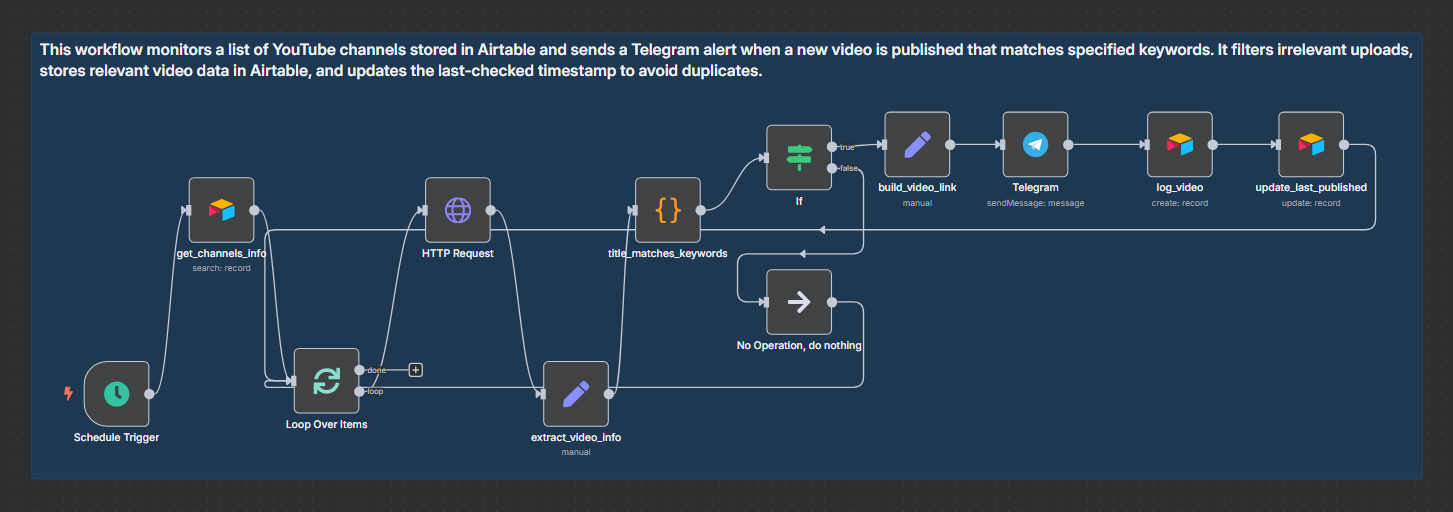 This workflow monitors a list of YouTube channels stored in Airtable and sends a Telegram alert when a new video is published that matches specified keywords. It filters irrelevant uploads,
stores relevant video data in Airtable, and updates the last-checked timestamp to avoid duplicates.
true
false
If
build_video_link
manual
Telegram
sendMessage: message
log_video
create: record
update_last_published
update: record
get_channels_info
search: record
HTTP Request
title_matches_keywords
No Operation, do nothing
Schedule Trigger
done
loop
Loop Over Items
extract_video_info
manual